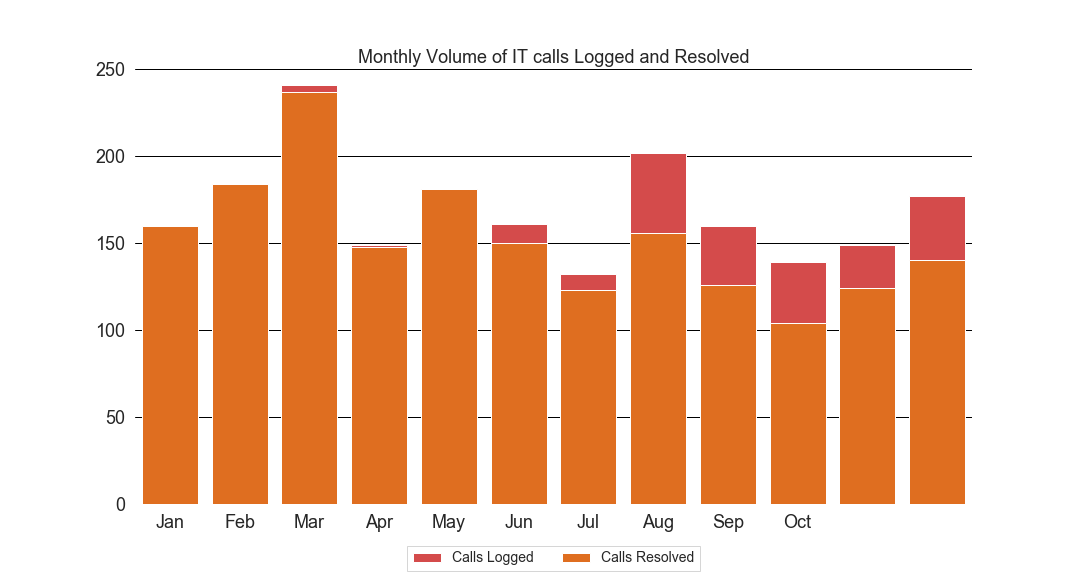 Monthly Volume of IT calls Logged and Resolved
250
200
150
100
50
0
Jan Feb Mar Apr May Jun Jul Aug Sep Oct
Calls Logged Calls Resolved